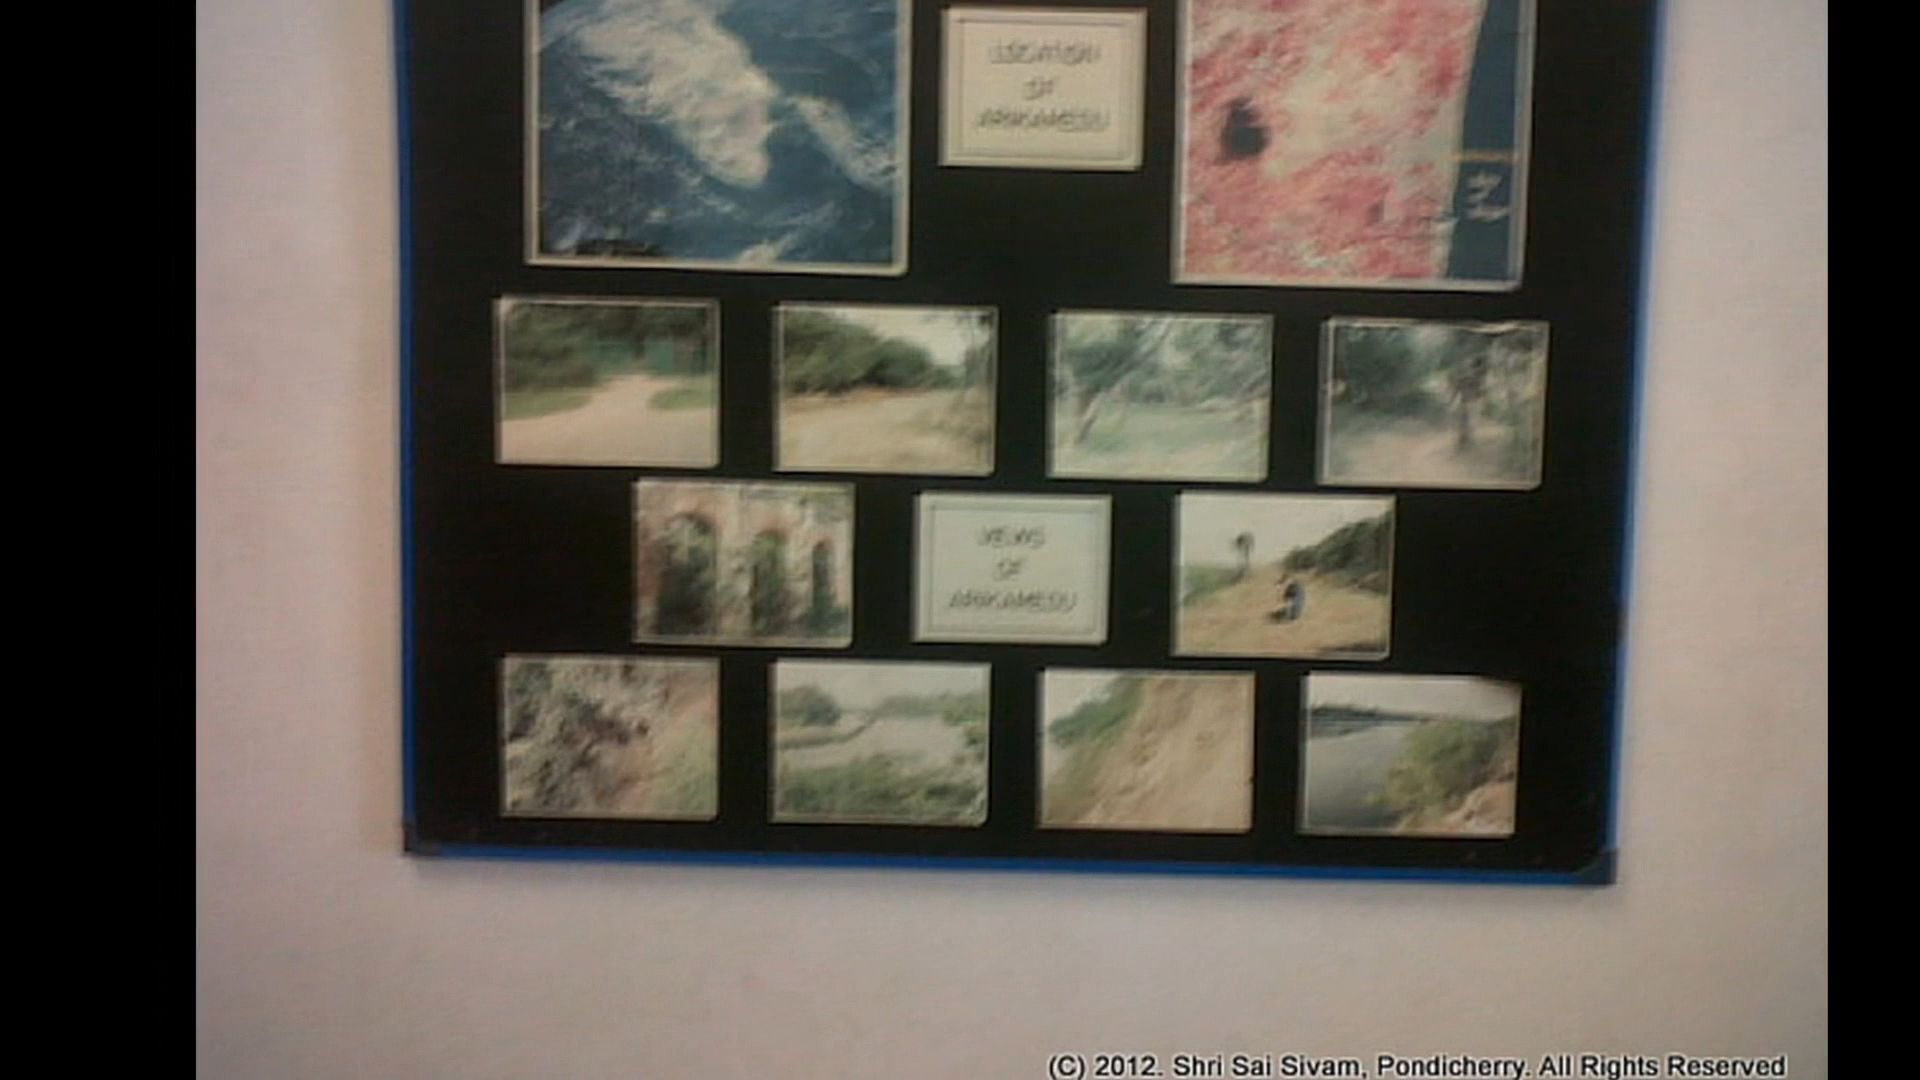 LOCATION
OF
ARIKAMEDU
VIEWS
OF
ARIKAMEDU
(C) 2012. Shri Sai Sivam, Pondicherry. All Rights Reserved